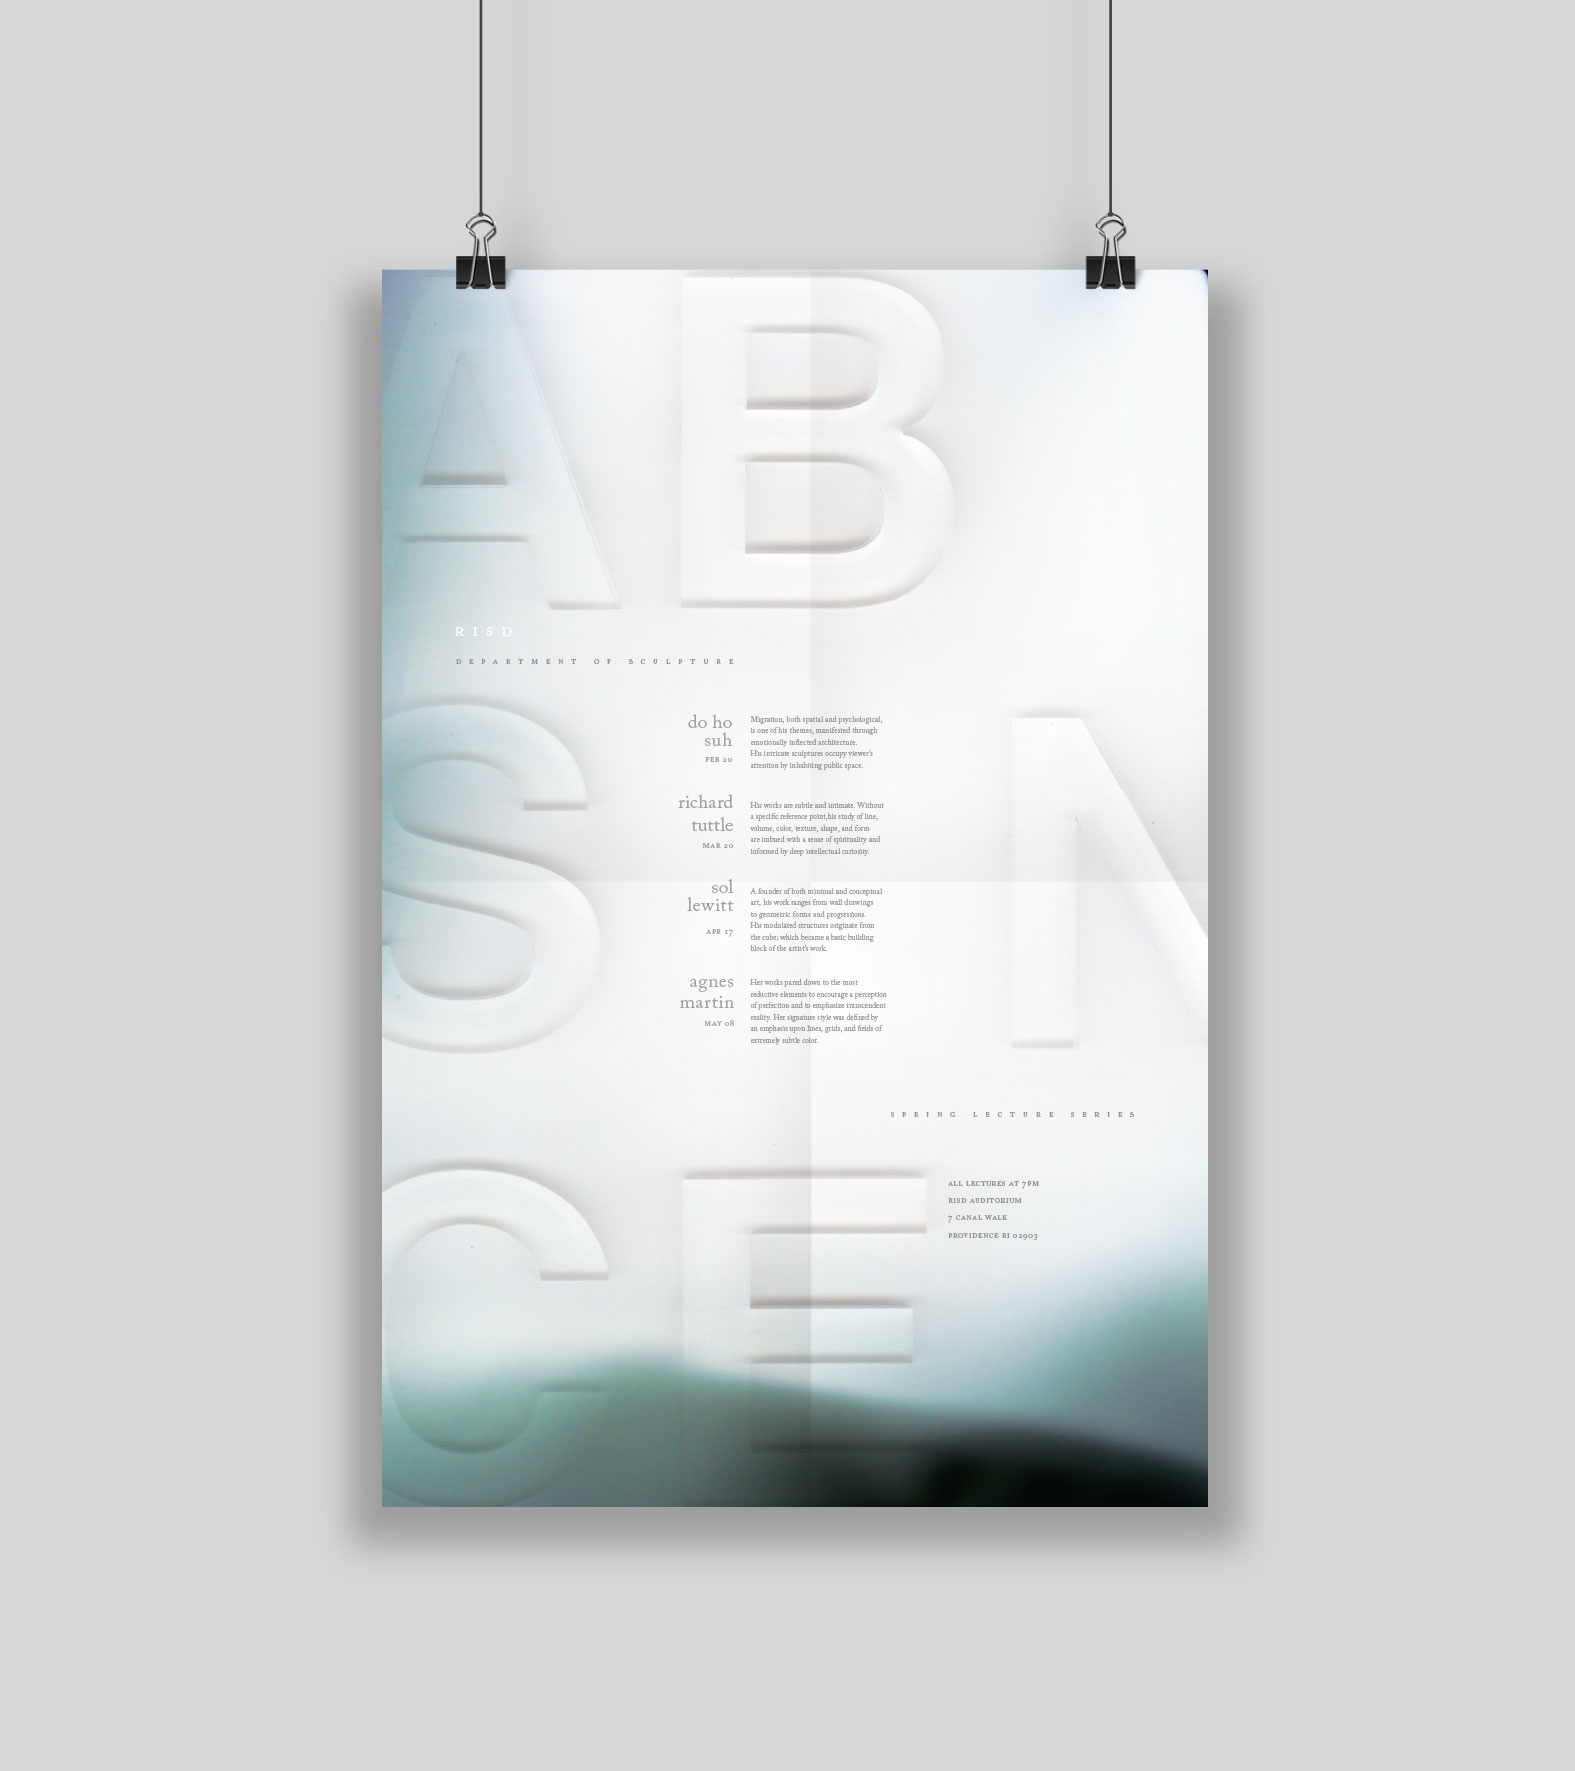 AB
RISD
DEPARTMENT OF SCULPTURE
S N
do ho
suh
FEB 20
Migration, both spatial and psychological,
is one of his themes, manifested through
emotionally inflected architecture.
His intricate sculptures occupy viewer's
attention by inhabiting public space.
richard
tuttle
MAR 20
His works are subtle and intimate. Without
a specific reference point,his study of line,
volume, color, texture, shape, and form
are imbued with a sense of spirituality and
informed by deep intellectual curiosity.
sol
lewitt
APR 17
A founder of both minimal and conceptual
art, his work ranges from wall drawings
to geometric forms and progressions.
His modulated structures originate from
the cube; which became a basic building
block of the artist's work.
agnes
martin
MAY 08
Her works pared down to the most
reductive elements to encourage a perception
of perfection and to emphasize transcendent
reality. Her signature style was defined by
an emphasis upon lines, grids, and fields of
extremely subtle color.
SPRING LECTURE SERIES
CE
ALL LECTURES AT 7PM
RISD AUDITORIUM
7 CANAL WALK
PROVIDENCE RI 02903